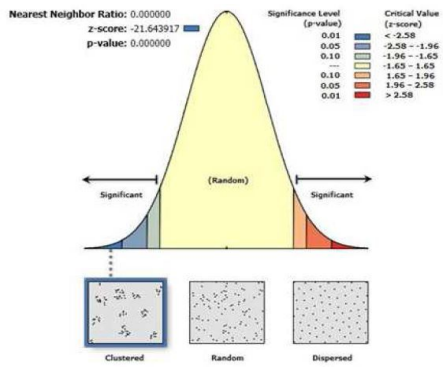 Nearest Neighbor Ratio: 0.000000
z-score: -21.643917
p-value: 0.000000
Significance Level
(p-value)
Critical Value
(z-score)
0.01 < -2.58
0.05 -2.58 - -1.96
0.10 -1.96 - -1.65
--- -1.65 - 1.65
0.10 1.65 - 1.96
0.05 1.96 - 2.58
0.01 > 2.58
Significant
(Random)
Significant
Clustered
Random
Dispersed